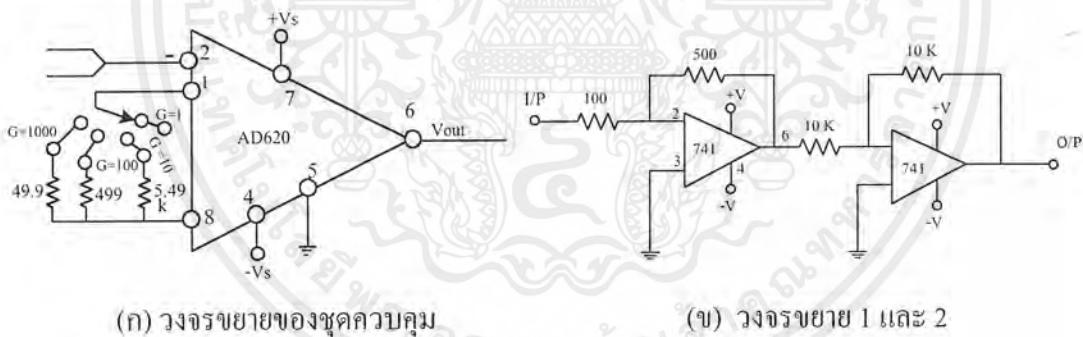 +Vs
-
2
1
7
G=1
G=1000
G=100
G=10
AD620
6
Vout
49.9
499
5.49
k
8
4
5
-Vs
500
I/P
100
2
+V
3
741
6
4
-V
10 K
10 K
+V
741
-V
O/P
(ก) วงจรขยายของชุดควบคุม
(ข) วงจรขยาย 1 และ 2